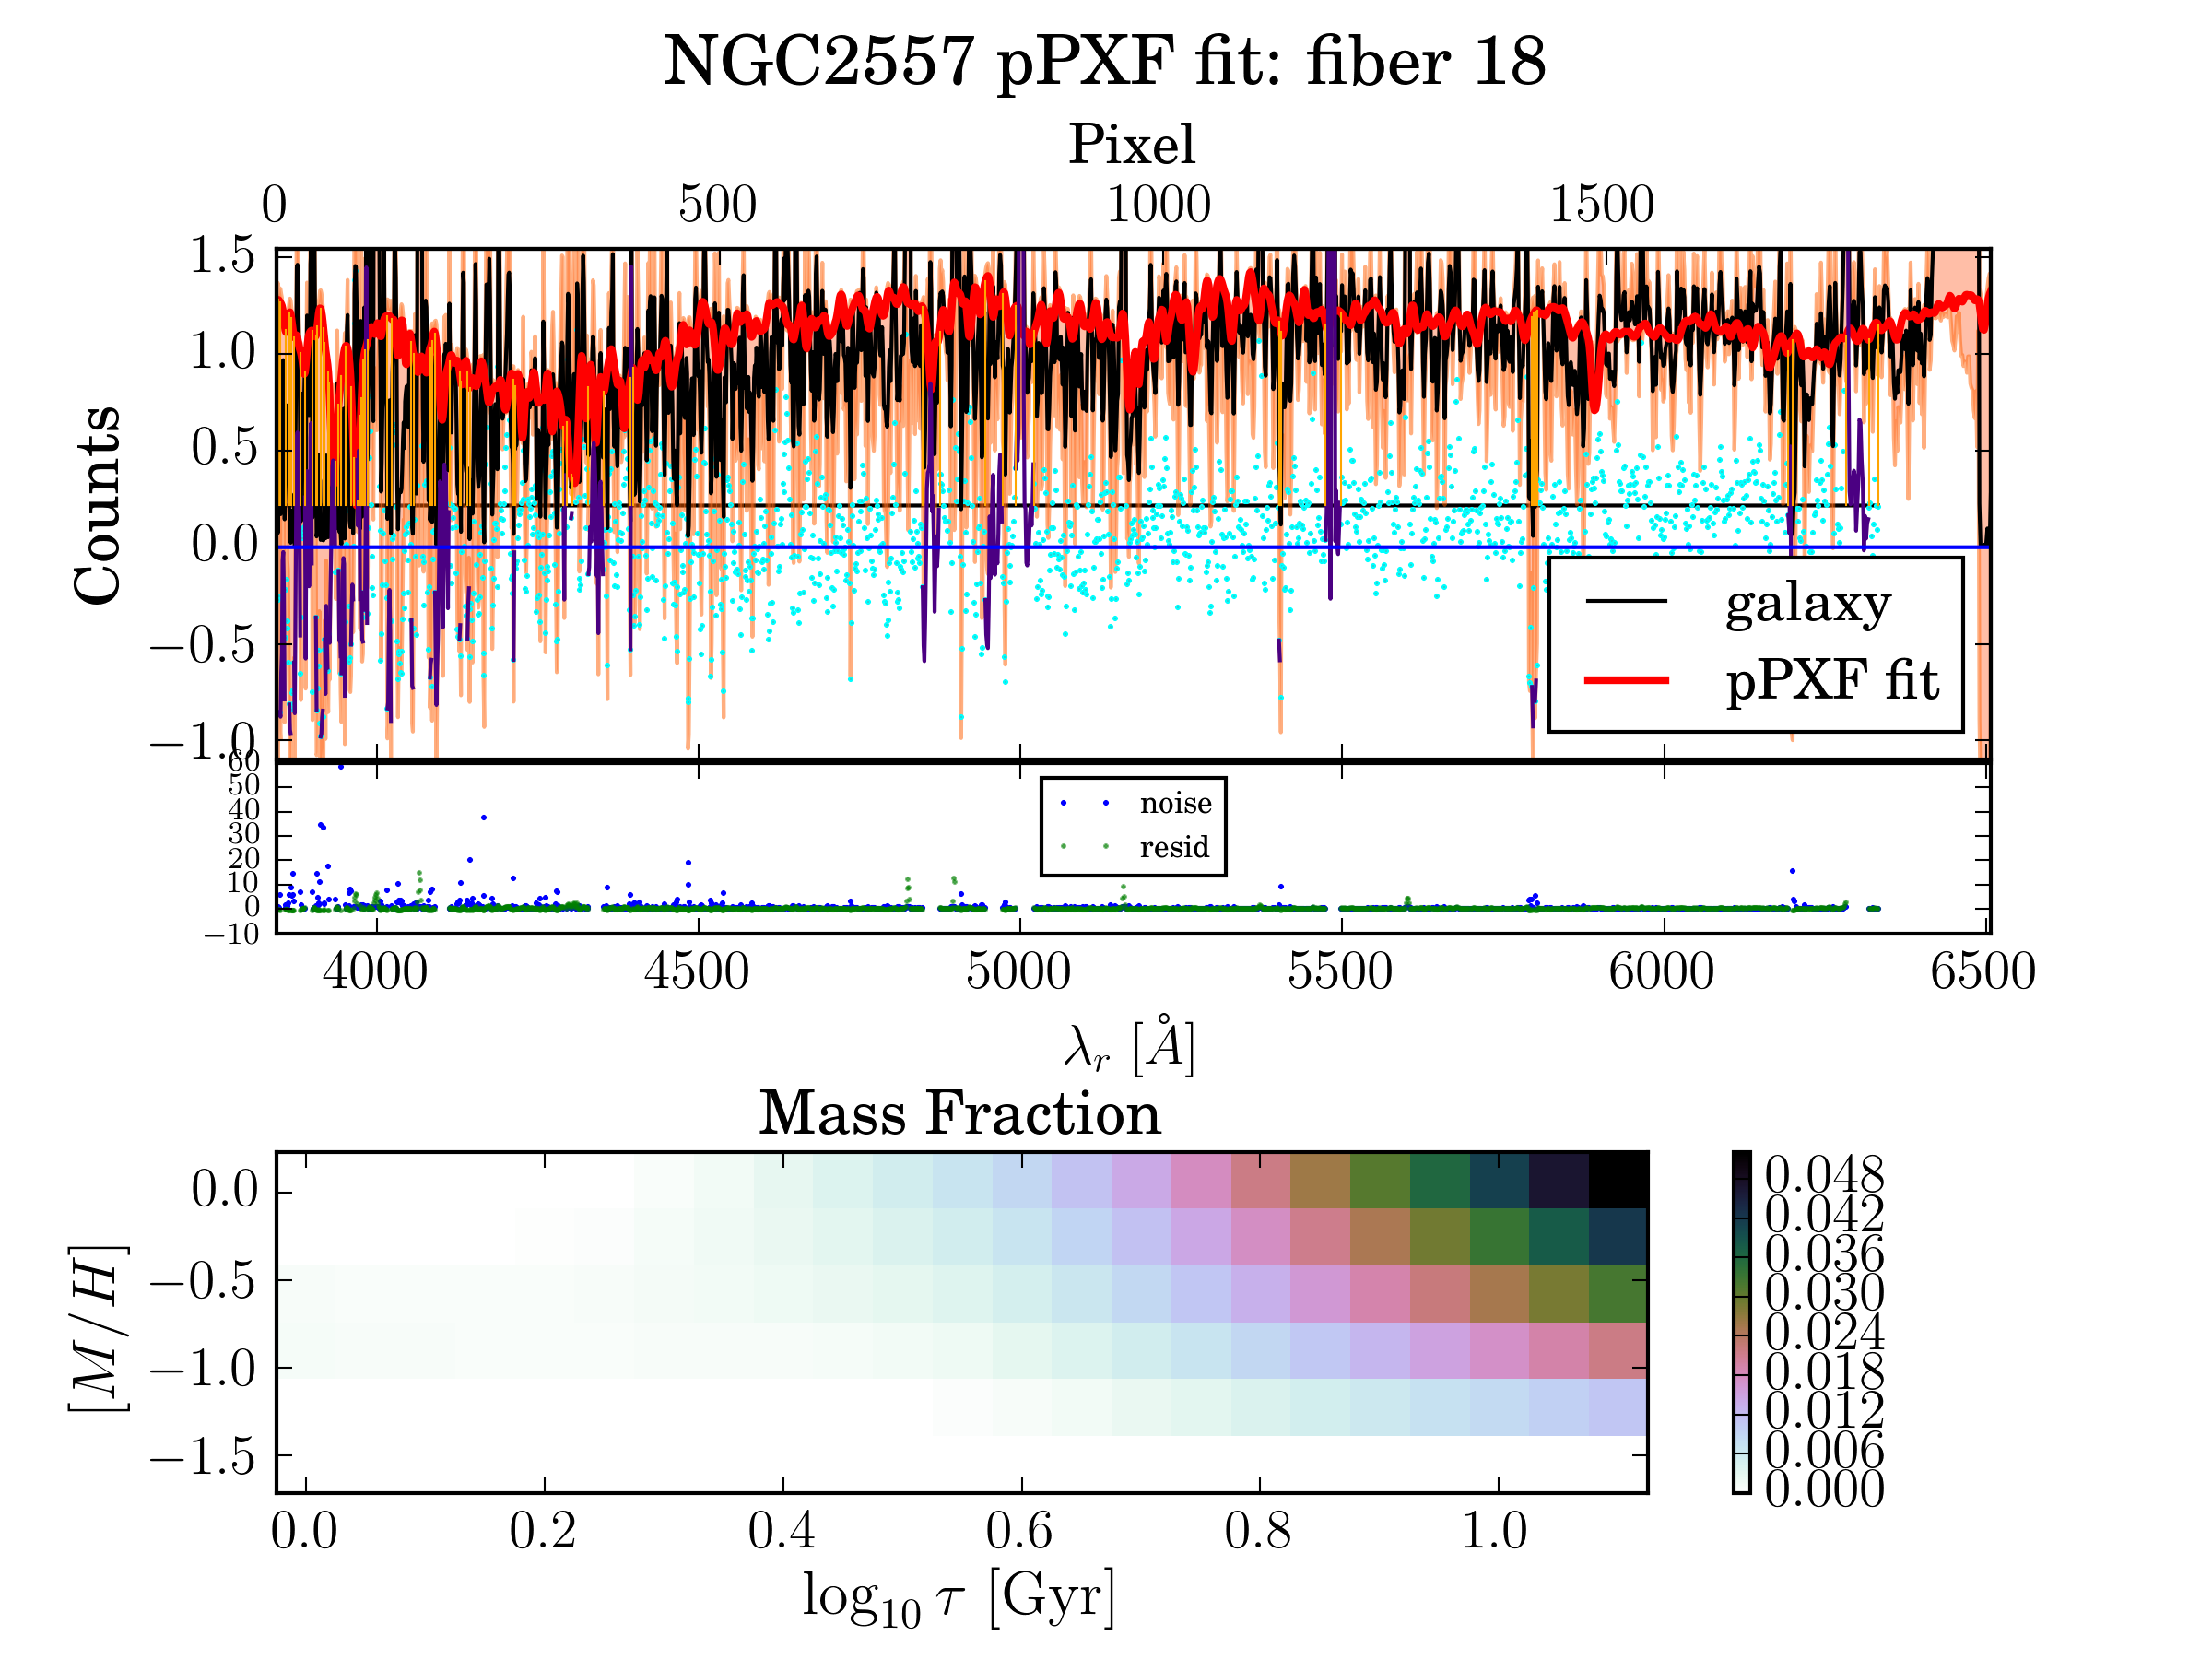 NGC2557 pPXF fit: fiber 18
Pixel
0 500 1000 1500
1.5
1.0
0.5
0.0
−0.5
−1.0
Counts
galaxy
pPXF fit
60
50
40
30
20
10
0
−10
noise
resid
4000 4500 5000 5500 6000 6500
λr [Å]
Mass Fraction
0.0
−0.5
−1.0
−1.5
[M/H]
0.0 0.2 0.4 0.6 0.8 1.0
log10 τ [Gyr]
0.048
0.042
0.036
0.030
0.024
0.018
0.012
0.006
0.000